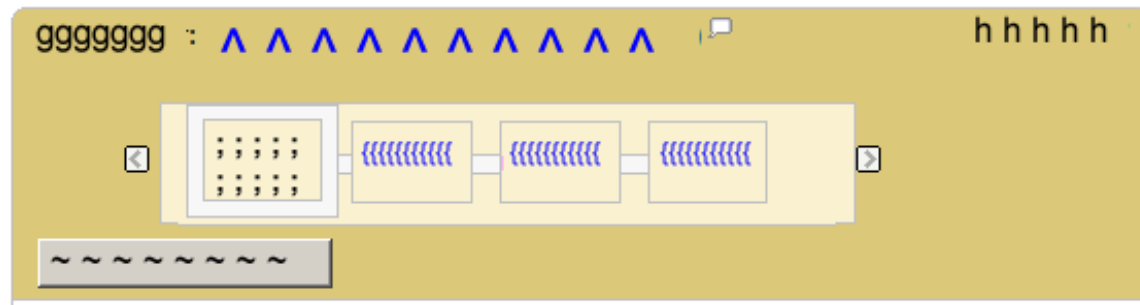 ggggggg : ^ ^ ^ ^ ^ ^ ^ ^ ^ ^ h h h h h
; ; ; ; ; {{{{{{{{{{{ {{{{{{{{{{{ {{{{{{{{{{{
; ; ; ; ;
~ ~ ~ ~ ~ ~ ~ ~